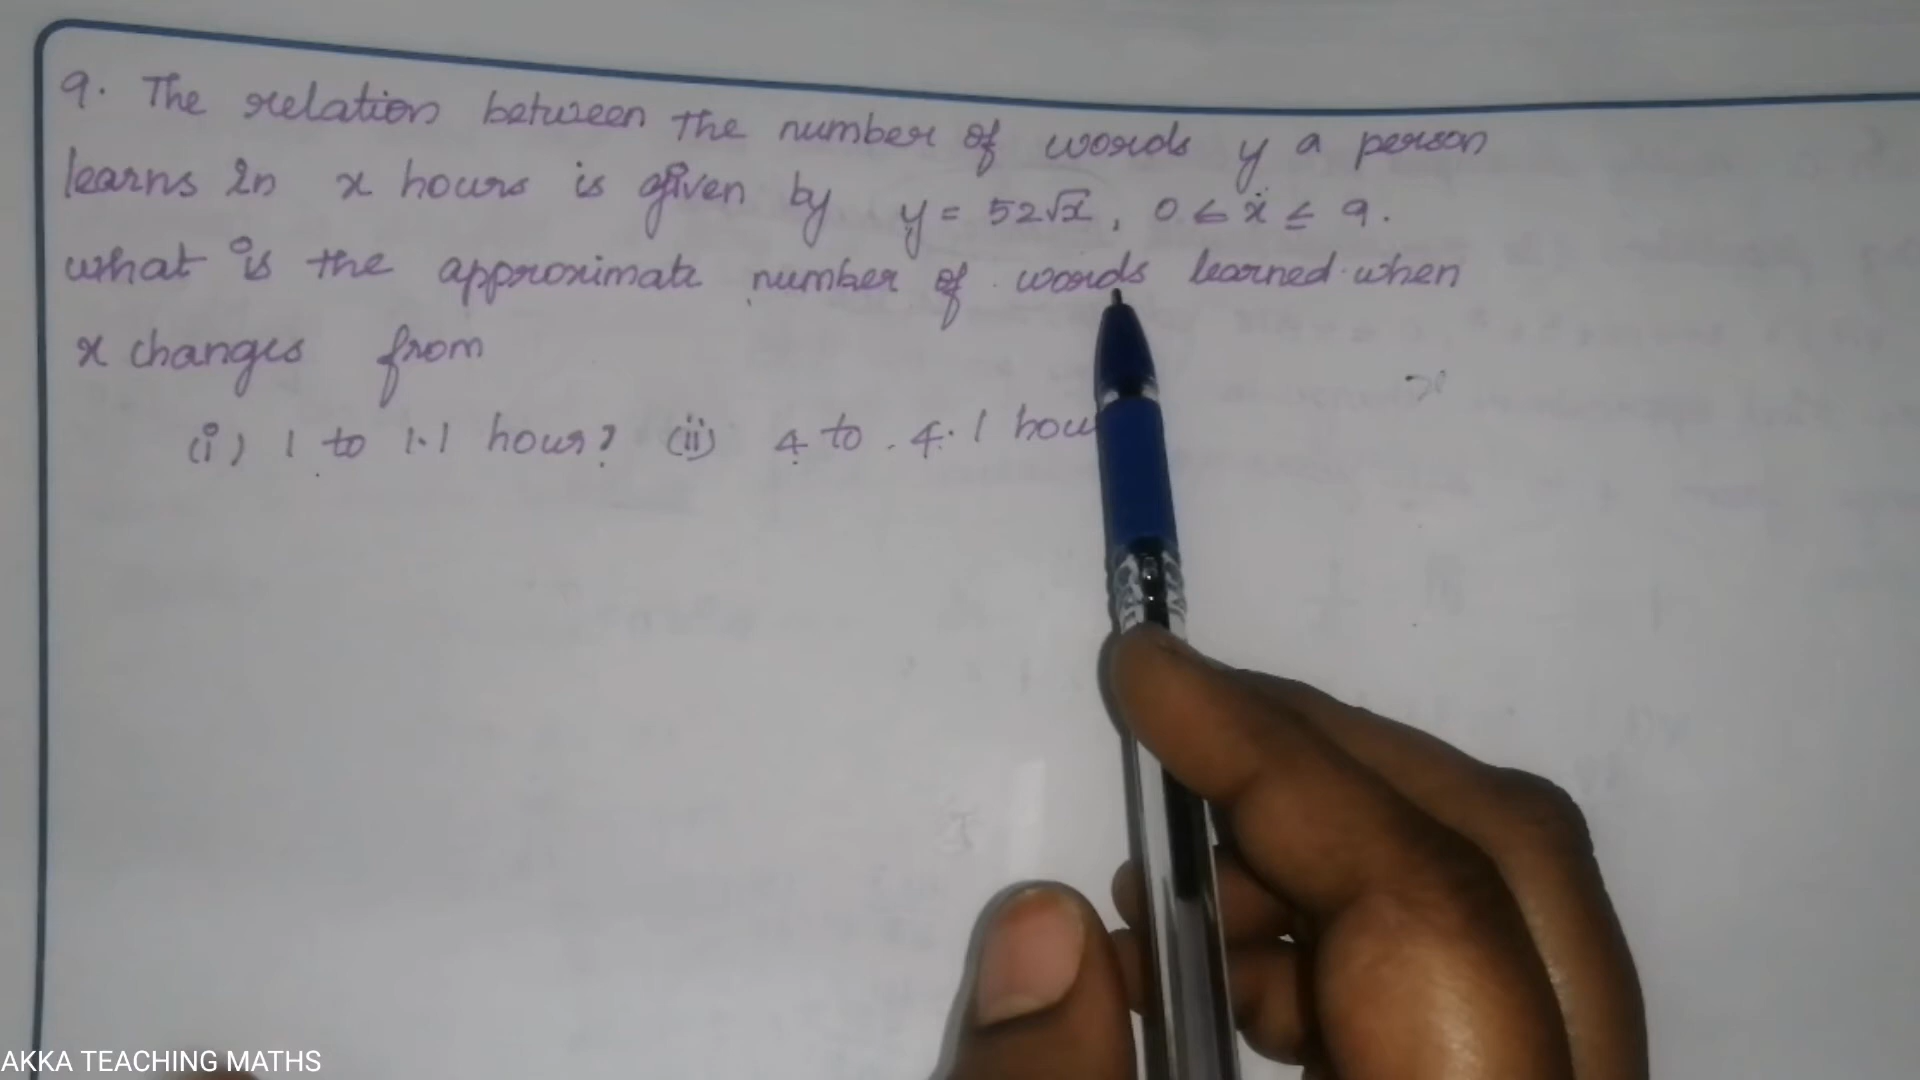 9. The relation between the number of words y a person
learns in x hours is given by y = 52√x, 0 ≤ x ≤ 9.
what is the approximate number of words learned when
x changes from
(i) 1 to 1.1 hour? (ii) 4 to 4.1 hou
AKKA TEACHING MATHS